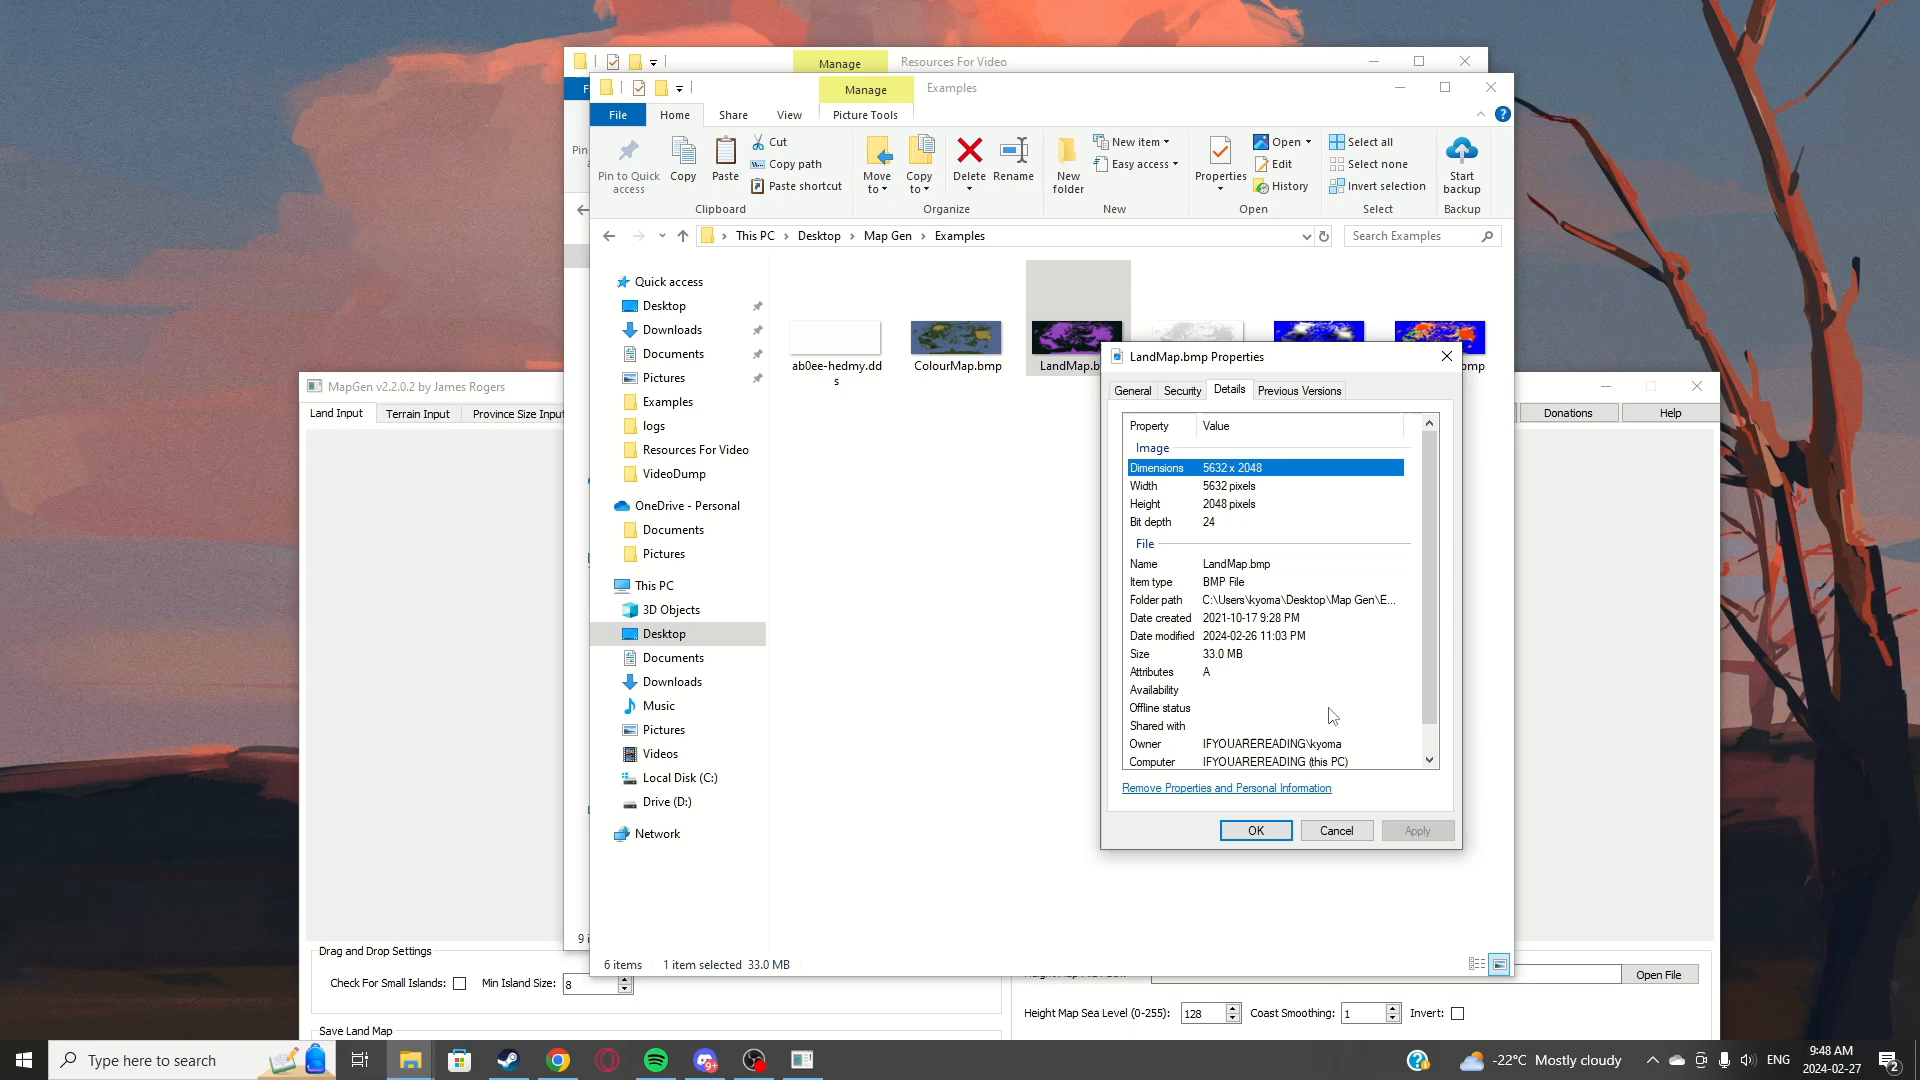 Manage
Resources For Video
Manage
Examples
File
Home
Share
View
Picture Tools
Pin to Quick access
Copy
Paste
Cut
Copy path
Paste shortcut
Move to
Copy to
Delete
Rename
New folder
New item
Easy access
Properties
Open
Edit
History
Select all
Select none
Invert selection
Start backup
Clipboard
Organize
New
Open
Select
Backup
This PC > Desktop > Map Gen > Examples
Search Examples
Quick access
Desktop
Downloads
Documents
Pictures
Examples
logs
Resources For Video
VideoDump
OneDrive - Personal
Documents
Pictures
This PC
3D Objects
Desktop
Documents
Downloads
Music
Pictures
Videos
Local Disk (C:)
Drive (D:)
Network
ab0ee-hedmy.dd
s
ColourMap.bmp
LandMap.b
mp
6 items
1 item selected 33.0 MB
LandMap.bmp Properties
General
Security
Details
Previous Versions
Property Value
Image
Dimensions 5632 x 2048
Width 5632 pixels
Height 2048 pixels
Bit depth 24
File
Name LandMap.bmp
Item type BMP File
Folder path C:\Users\kyoma\Desktop\Map Gen\E...
Date created 2021-10-17 9:28 PM
Date modified 2024-02-26 11:03 PM
Size 33.0 MB
Attributes A
Availability
Offline status
Shared with
Owner IFYOUAREREADING\kyoma
Computer IFYOUAREREADING (this PC)
Remove Properties and Personal Information
OK
Cancel
Apply
MapGen v2.2.0.2 by James Rogers
Land Input
Terrain Input
Province Size Input
Donations
Help
Drag and Drop Settings
Check For Small Islands:
Min Island Size:
8
Save Land Map
Open File
Height Map Sea Level (0-255):
128
Coast Smoothing:
1
Invert:
Type here to search
9+
-22°C Mostly cloudy
ENG
9:48 AM
2024-02-27
2